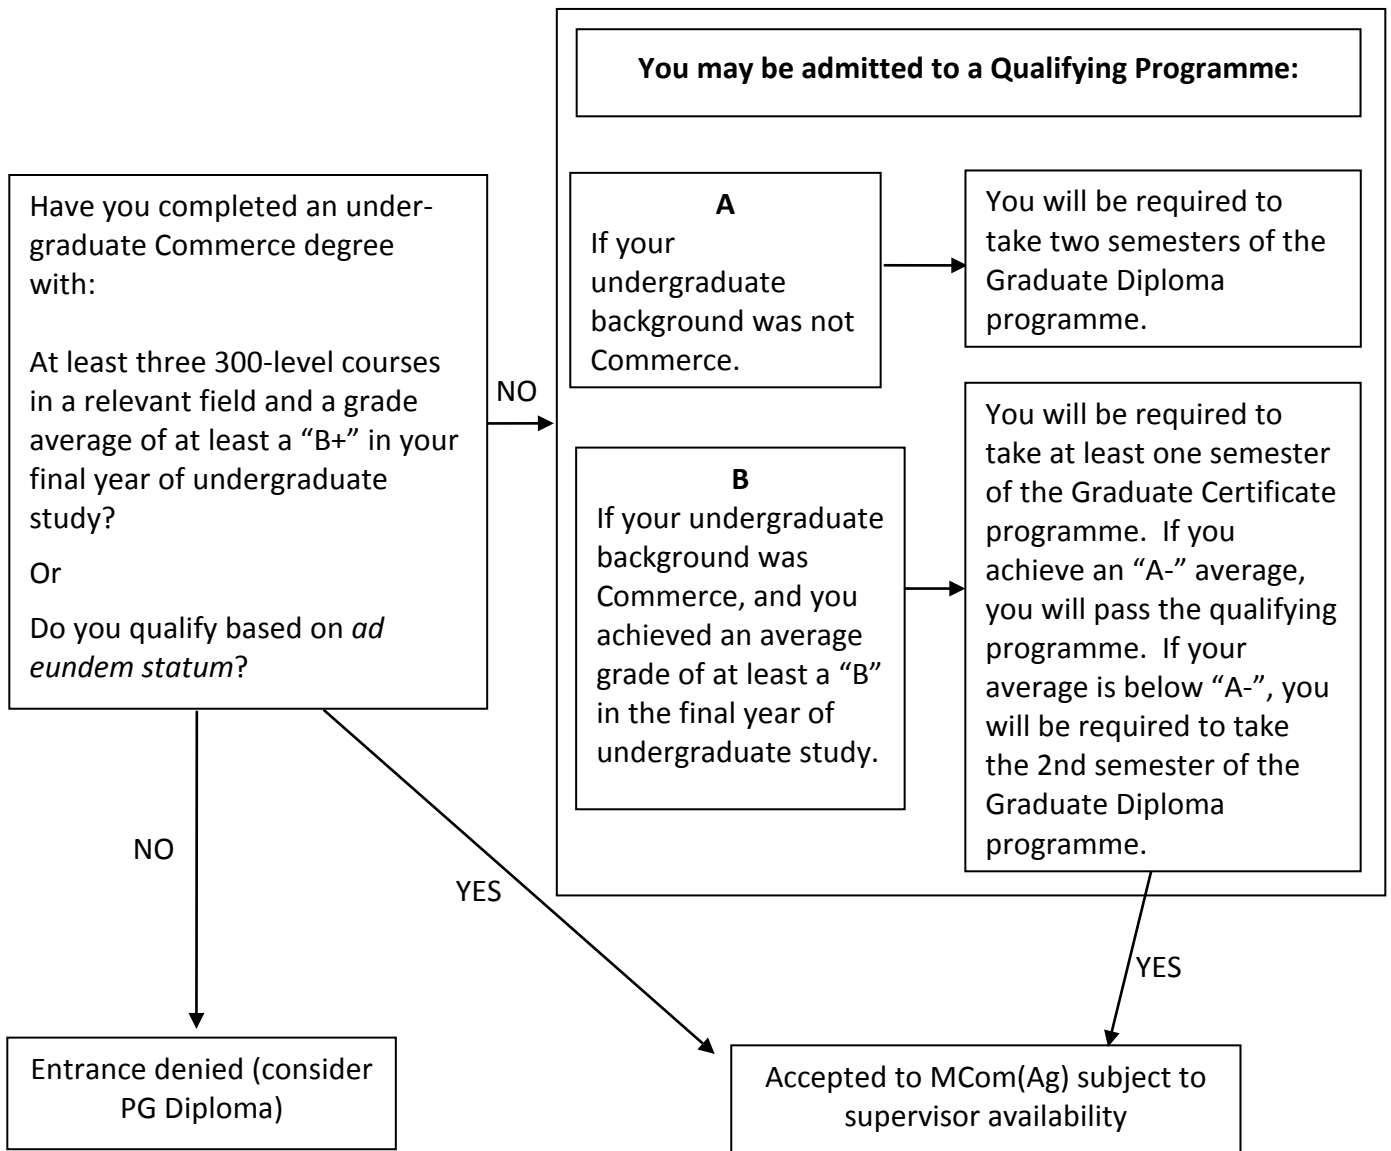 You may be admitted to a Qualifying Programme:
Have you completed an under-
graduate Commerce degree
with:
At least three 300-level courses
in a relevant field and a grade
average of at least a “B+” in your
final year of undergraduate
study?
Or
Do you qualify based on ad
eundem statum?
NO
A
If your
undergraduate
background was not
Commerce.
You will be required to
take two semesters of the
Graduate Diploma
programme.
B
If your undergraduate
background was
Commerce, and you
achieved an average
grade of at least a “B”
in the final year of
undergraduate study.
You will be required to
take at least one semester
of the Graduate Certificate
programme.  If you
achieve an “A-” average,
you will pass the qualifying
programme.  If your
average is below “A-”, you
will be required to take
the 2nd semester of the
Graduate Diploma
programme.
NO
YES
YES
Entrance denied (consider
PG Diploma)
Accepted to MCom(Ag) subject to
supervisor availability